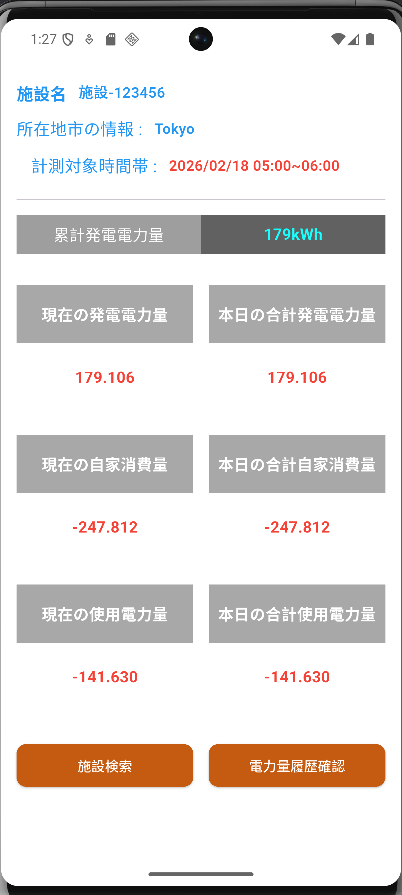 1:27
施設名 施設-123456
所在地市の情報： Tokyo
計測対象時間帯： 2026/02/18 05:00~06:00
累計発電電力量 179kWh
現在の発電電力量 本日の合計発電電力量
179.106 179.106
現在の自家消費量 本日の合計自家消費量
-247.812 -247.812
現在の使用電力量 本日の合計使用電力量
-141.630 -141.630
施設検索 電力量履歴確認